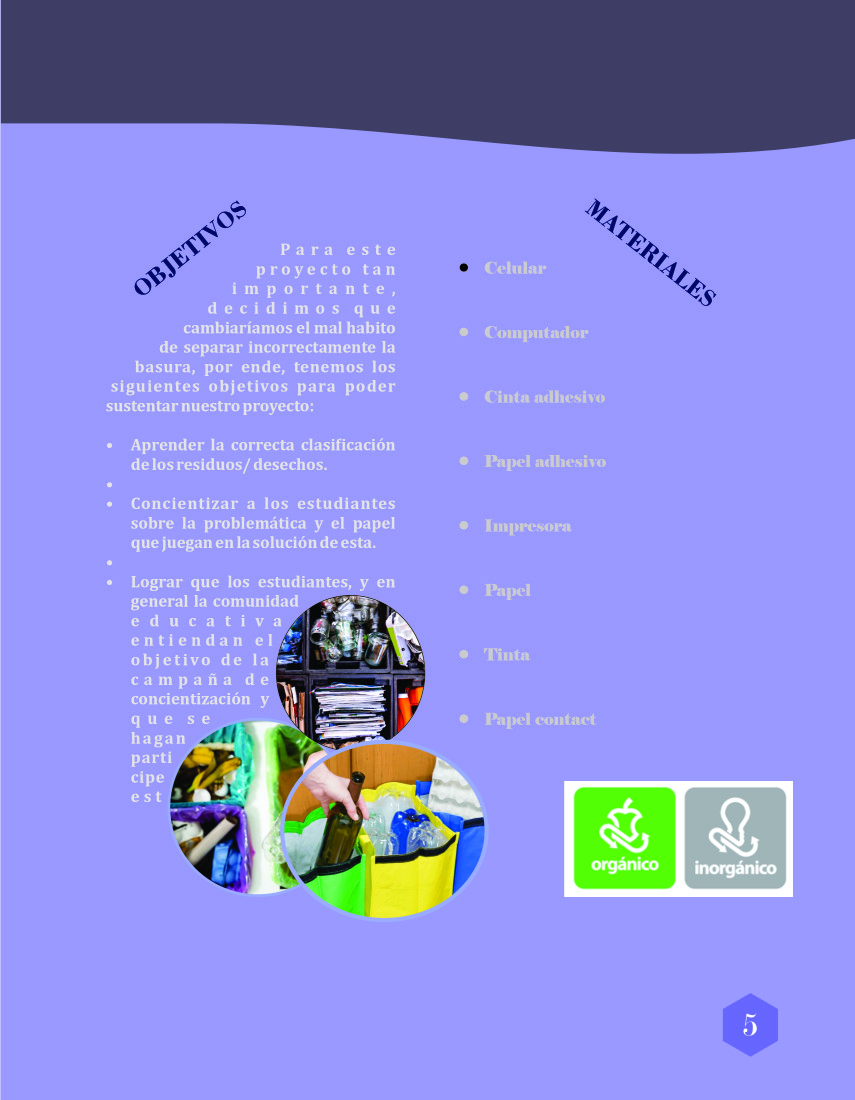 OBJETIVOS
Para este
proyecto tan
importante,
decidimos que
cambiaríamos el mal habito
de separar incorrectamente la
basura, por ende, tenemos los
siguientes objetivos para poder
sustentar nuestro proyecto:
• Aprender la correcta clasificación
de los residuos/ desechos.
•
• Concientizar a los estudiantes
sobre la problemática y el papel
que juegan en la solución de esta.
•
• Lograr que los estudiantes, y en
general la comunidad
educativa
entiendan el
objetivo de la
campaña de
concientización y
que se
hagan
parti
cipe
est
MATERIALES
• Celular
• Computador
• Cinta adhesivo
• Papel adhesivo
• Impresora
• Papel
• Tinta
• Papel contact
orgánico
inorgánico
5